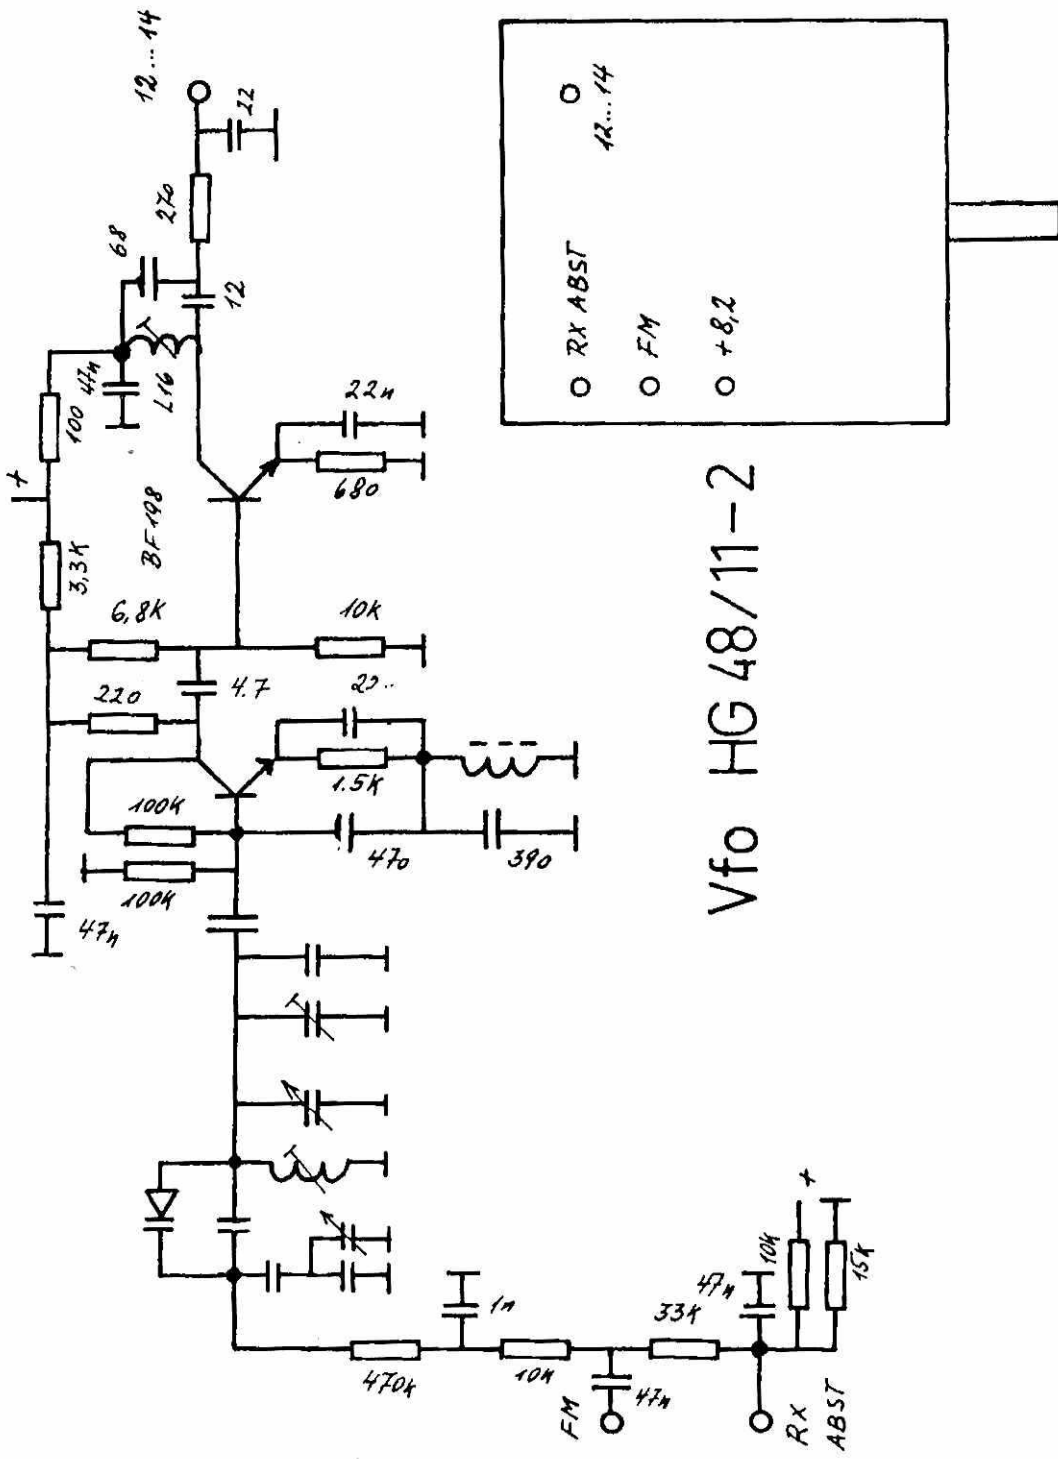 12...14
22
270
68
12
47n
L16
100
+
BF198
3,3K
22n
680
6,8K
10K
220
4.7
1.5K
100K
100K
470
390
47n
470k
1n
10k
33K
47n
FM
47n
10k
+
15k
RX
ABST
12...14
RX ABST
FM
+8,2
Vfo HG 48/11-2